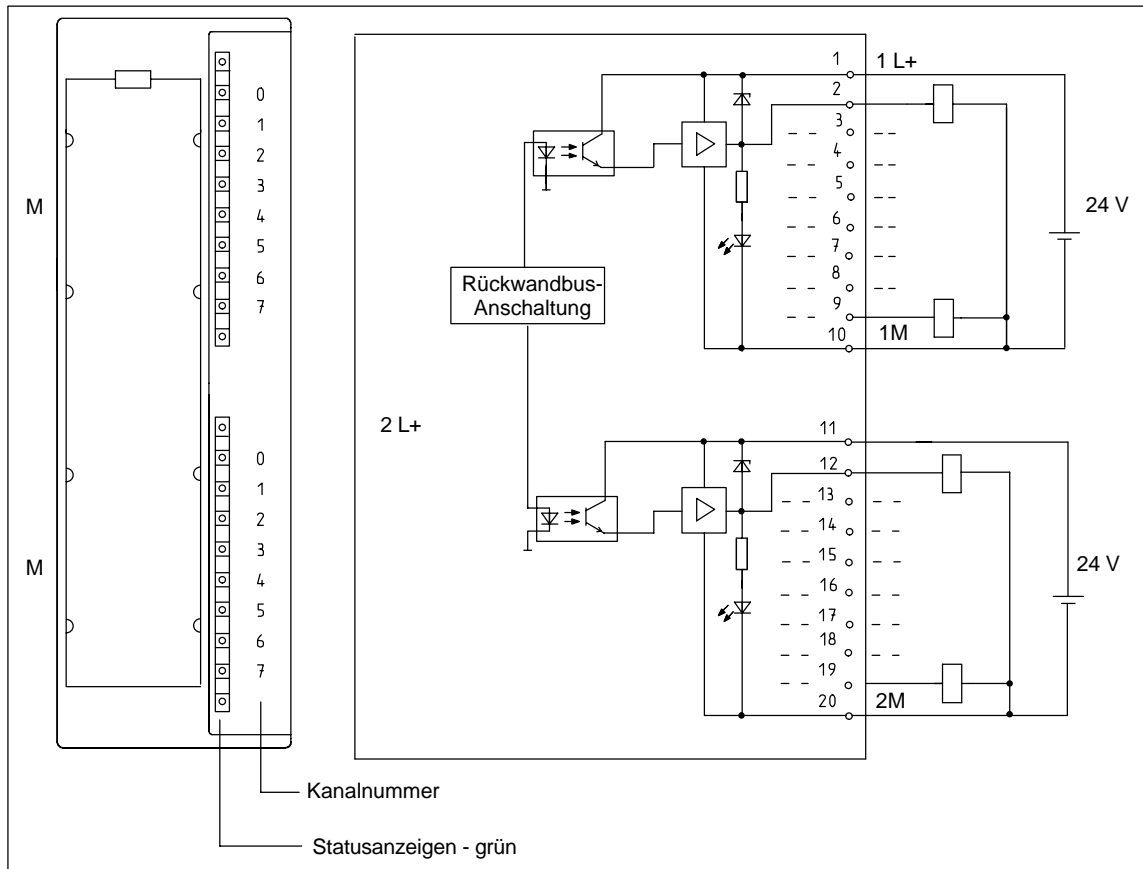 M
0
1
2
3
4
5
6
7
M
0
1
2
3
4
5
6
7
Kanalnummer
Statusanzeigen - grün
Rückwandbus-
Anschaltung
2 L+
1 1 L+
2
3
4
5
6
7
8
9
10 1M
24 V
11
12
13
14
15
16
17
18
19
20 2M
24 V